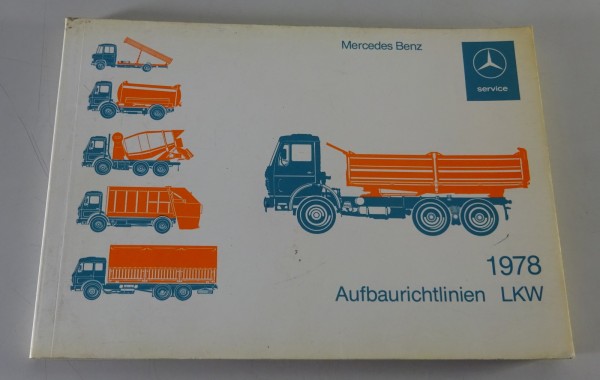 Mercedes Benz
service
1978
Aufbaurichtlinien LKW